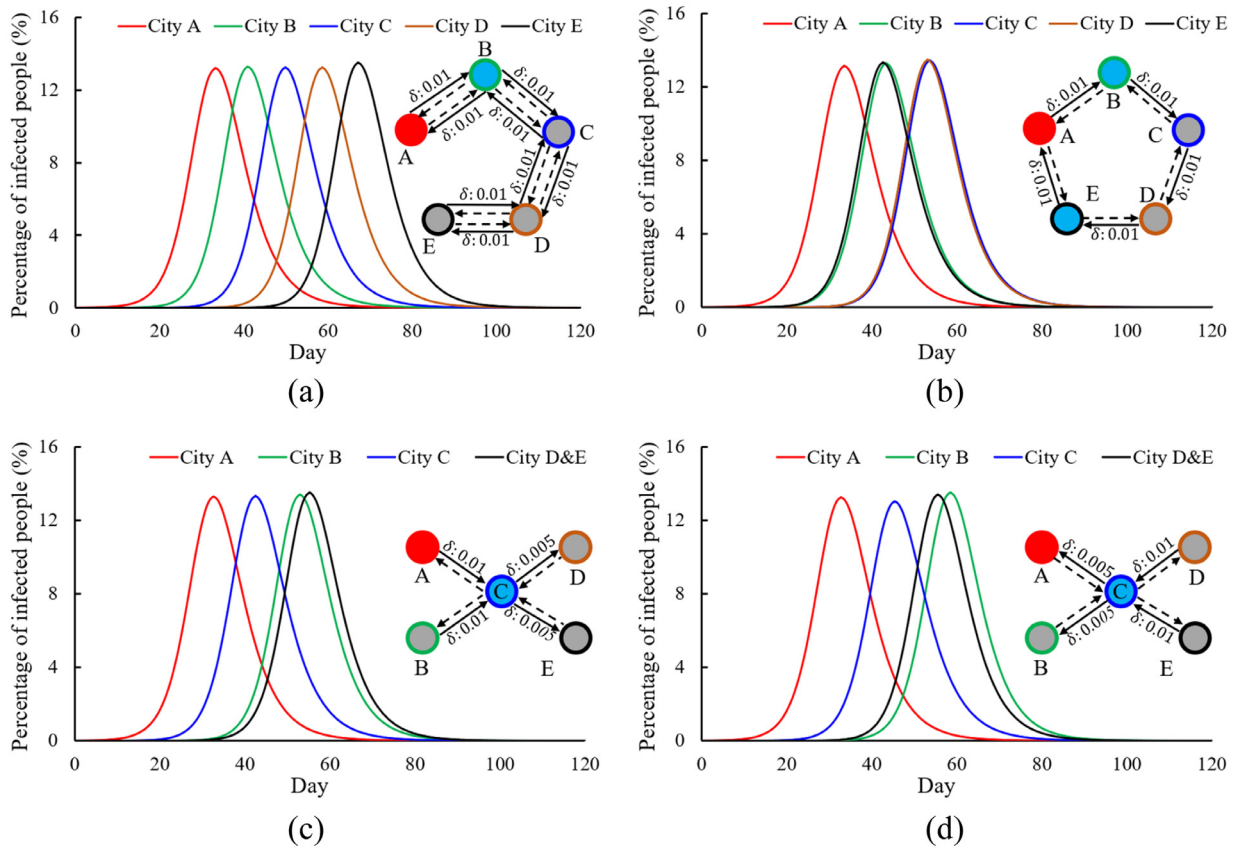 City A City B City C City D City E
Percentage of infected people (%)
16
12
8
4
0
0 20 40 60 80 100 120
Day
B
δ: 0.01
δ: 0.01
δ: 0.01
δ: 0.01
A
C
δ: 0.01
δ: 0.01
δ: 0.01
E
D
δ: 0.01
(a)
City A City B City C City D City E
Percentage of infected people (%)
16
12
8
4
0
0 20 40 60 80 100 120
Day
δ: 0.01
B
δ: 0.01
A
C
δ: 0.01
E
D
δ: 0.01
δ: 0.01
(b)
City A City B City C City D&E
Percentage of infected people (%)
16
12
8
4
0
0 20 40 60 80 100 120
Day
δ: 0.01
δ: 0.005
A
D
C
δ: 0.01
δ: 0.005
B
E
(c)
City A City B City C City D&E
Percentage of infected people (%)
16
12
8
4
0
0 20 40 60 80 100 120
Day
δ: 0.005
δ: 0.01
A
D
C
δ: 0.005
δ: 0.01
B
E
(d)